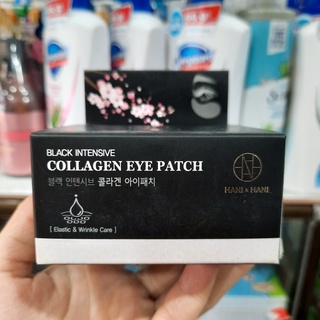 BLACK INTENSIVE
COLLAGEN EYE PATCH
블랙 인텐시브 콜라겐 아이패치
HANI & HANI
[ Elastic & Wrinkle Care ]